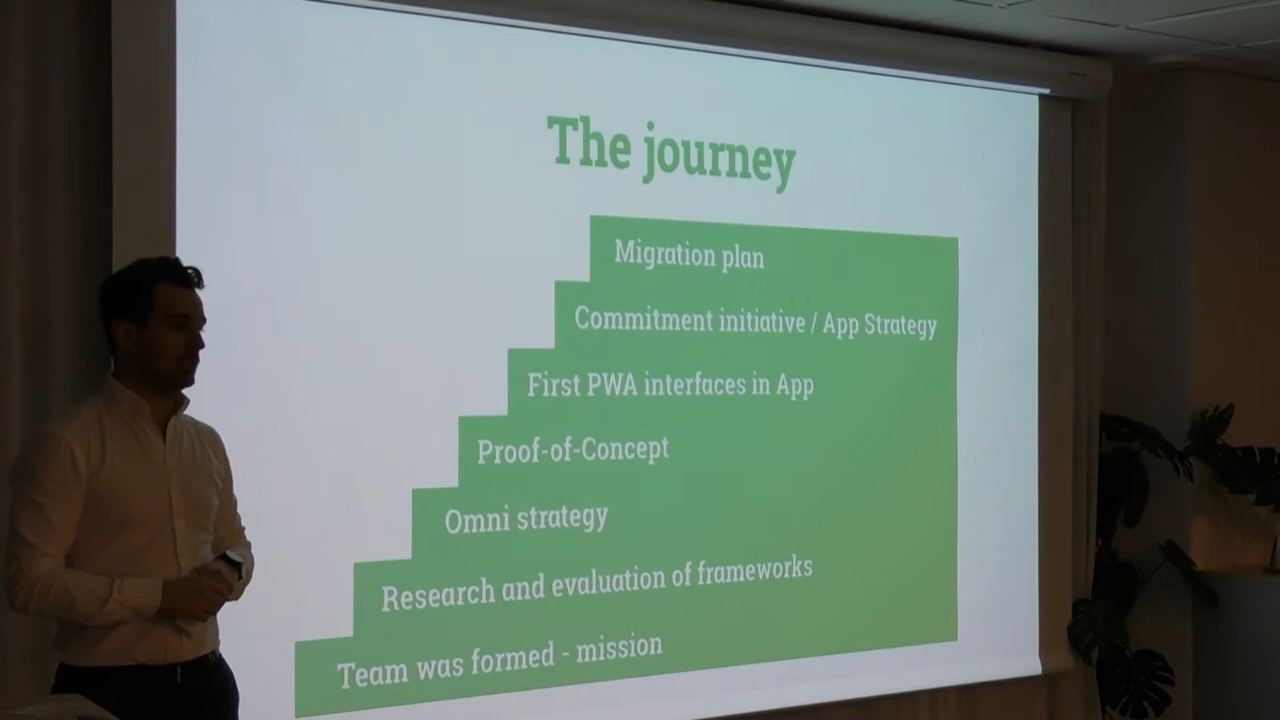 The journey
Migration plan
Commitment initiative / App Strategy
First PWA interfaces in App
Proof-of-Concept
Omni strategy
Research and evaluation of frameworks
Team was formed - mission